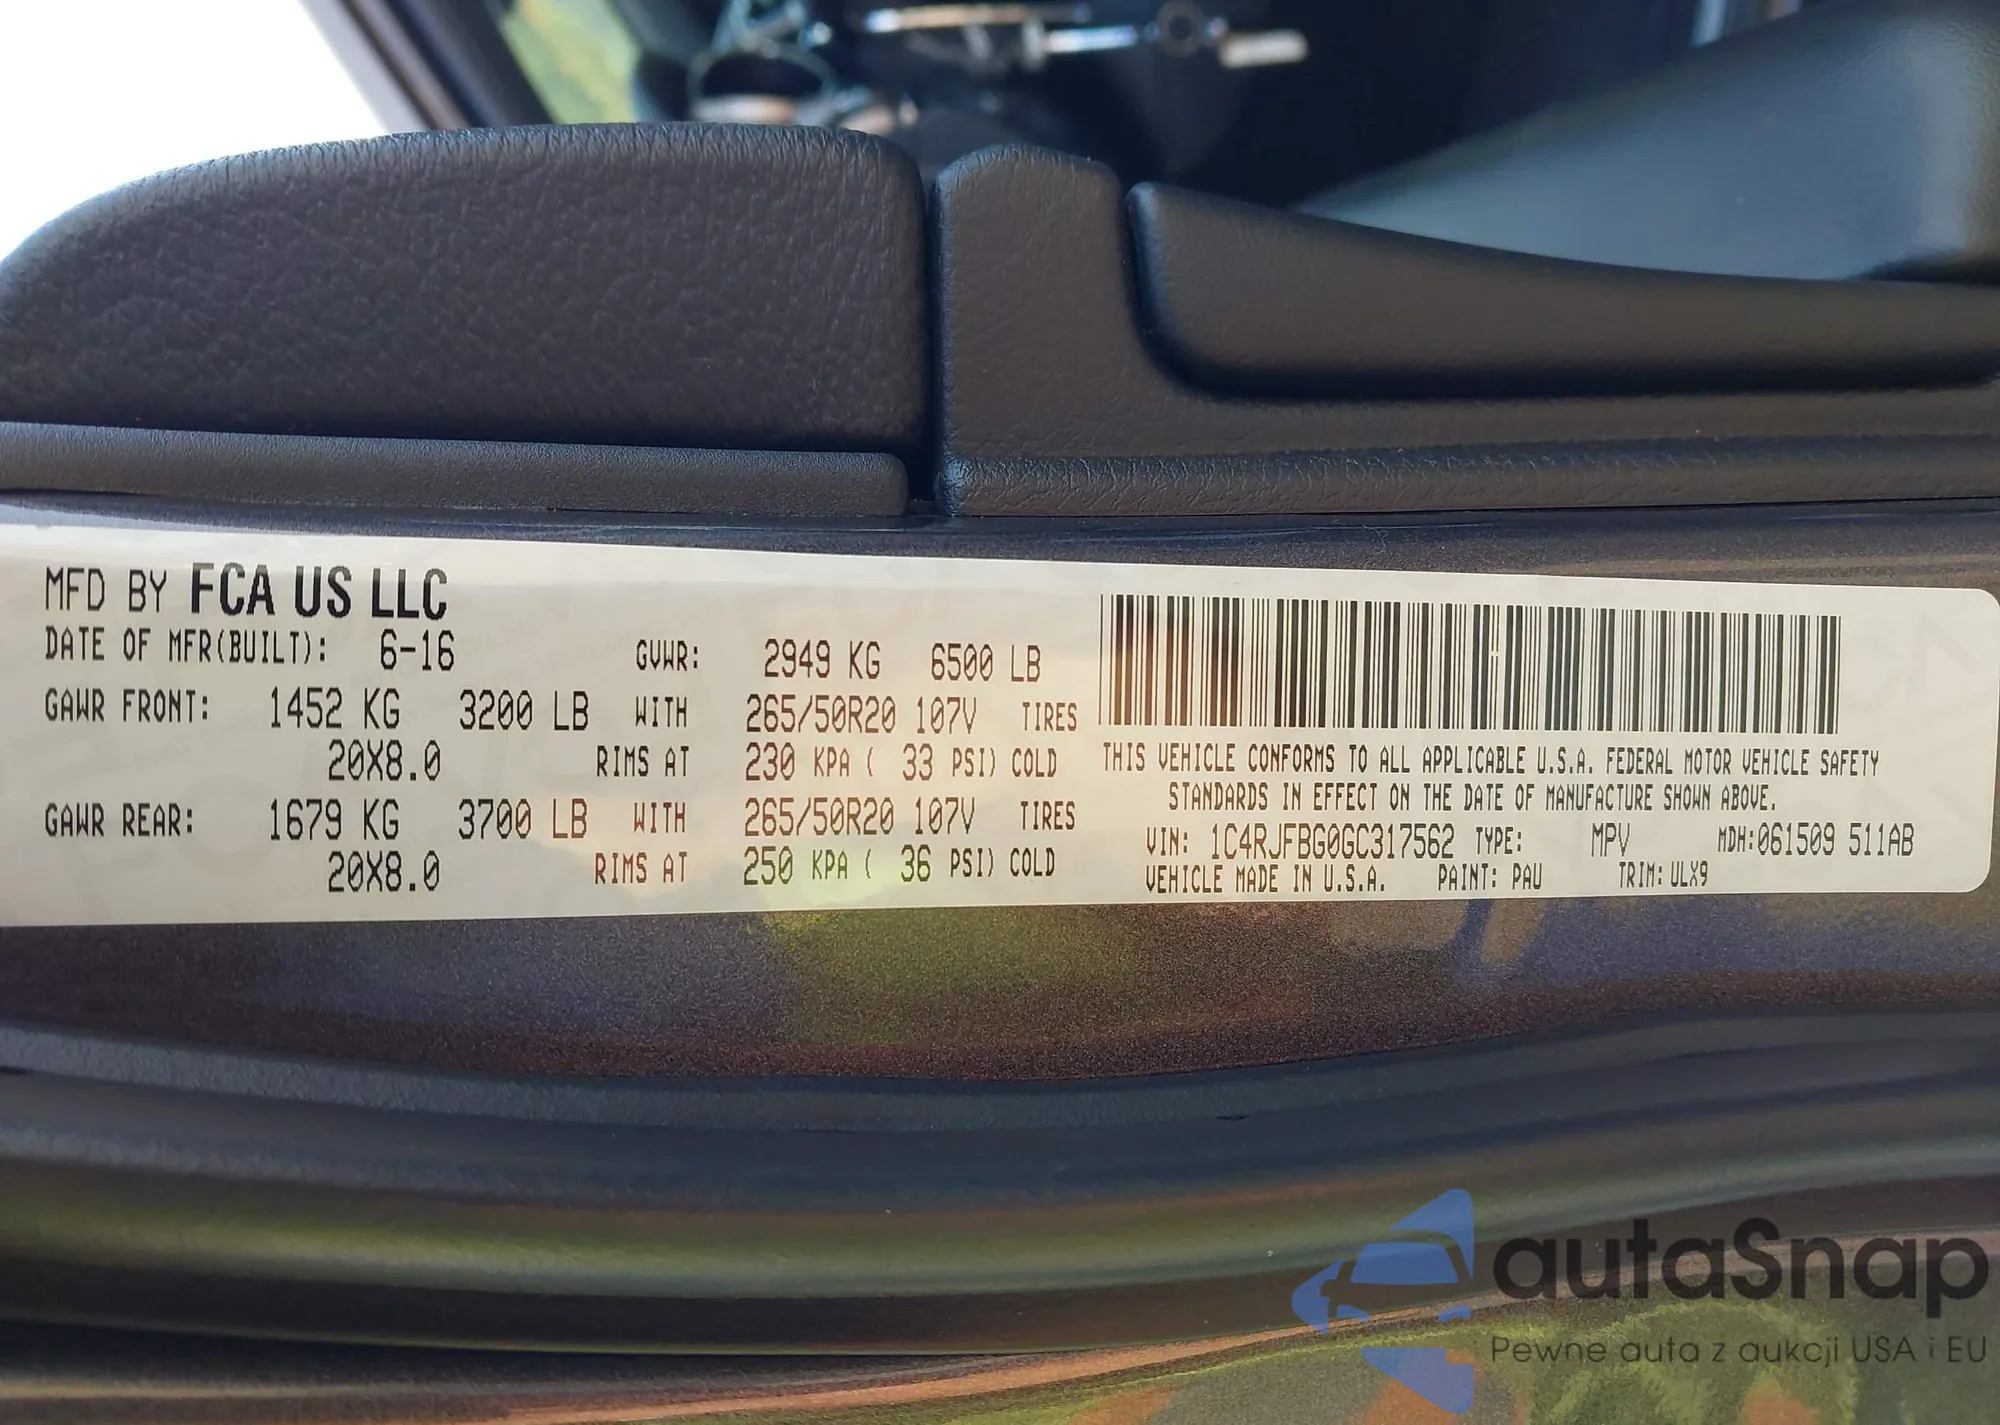 MFD BY FCA US LLC
DATE OF MFR(BUILT): 6-16 GVWR: 2949 KG 6500 LB
GAWR FRONT: 1452 KG 3200 LB WITH 265/50R20 107V TIRES
20X8.0 RIMS AT 230 KPA ( 33 PSI) COLD
GAWR REAR: 1679 KG 3700 LB WITH 265/50R20 107V TIRES
20X8.0 RIMS AT 250 KPA ( 36 PSI) COLD
THIS VEHICLE CONFORMS TO ALL APPLICABLE U.S.A. FEDERAL MOTOR VEHICLE SAFETY
STANDARDS IN EFFECT ON THE DATE OF MANUFACTURE SHOWN ABOVE.
VIN: 1C4RJFBG0GC317562 TYPE: MPV MDH:061509 511AB
VEHICLE MADE IN U.S.A. PAINT: PAU TRIM: ULX9
autaSnap
Pewne auta z aukcji USA i EU